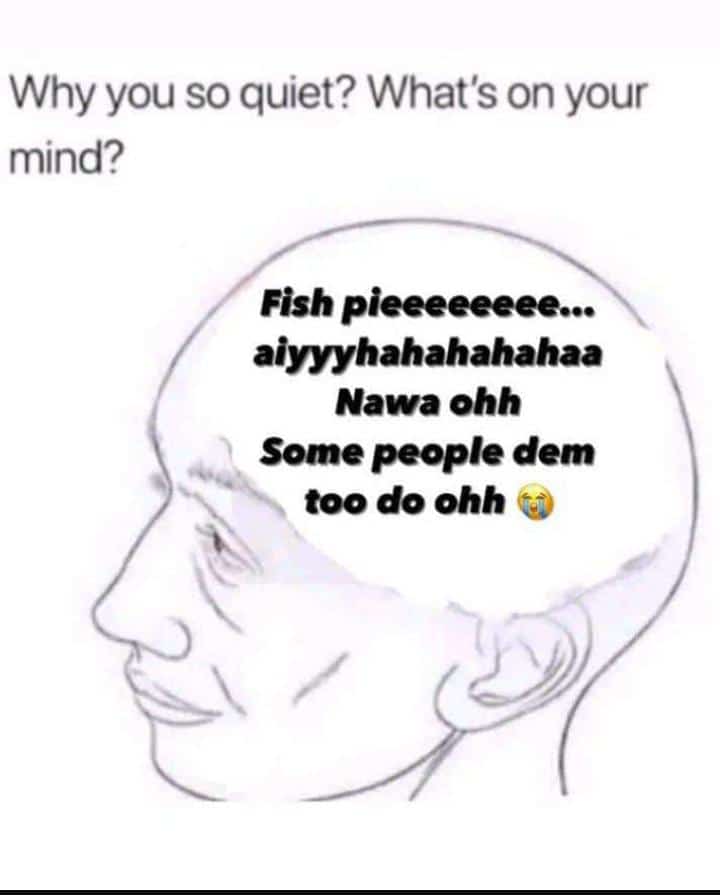 Why you so quiet? What's on your
mind?
Fish pieeeeeeee...
aiyyyhahahahahaa
Nawa ohh
Some people dem
too do ohh 😭